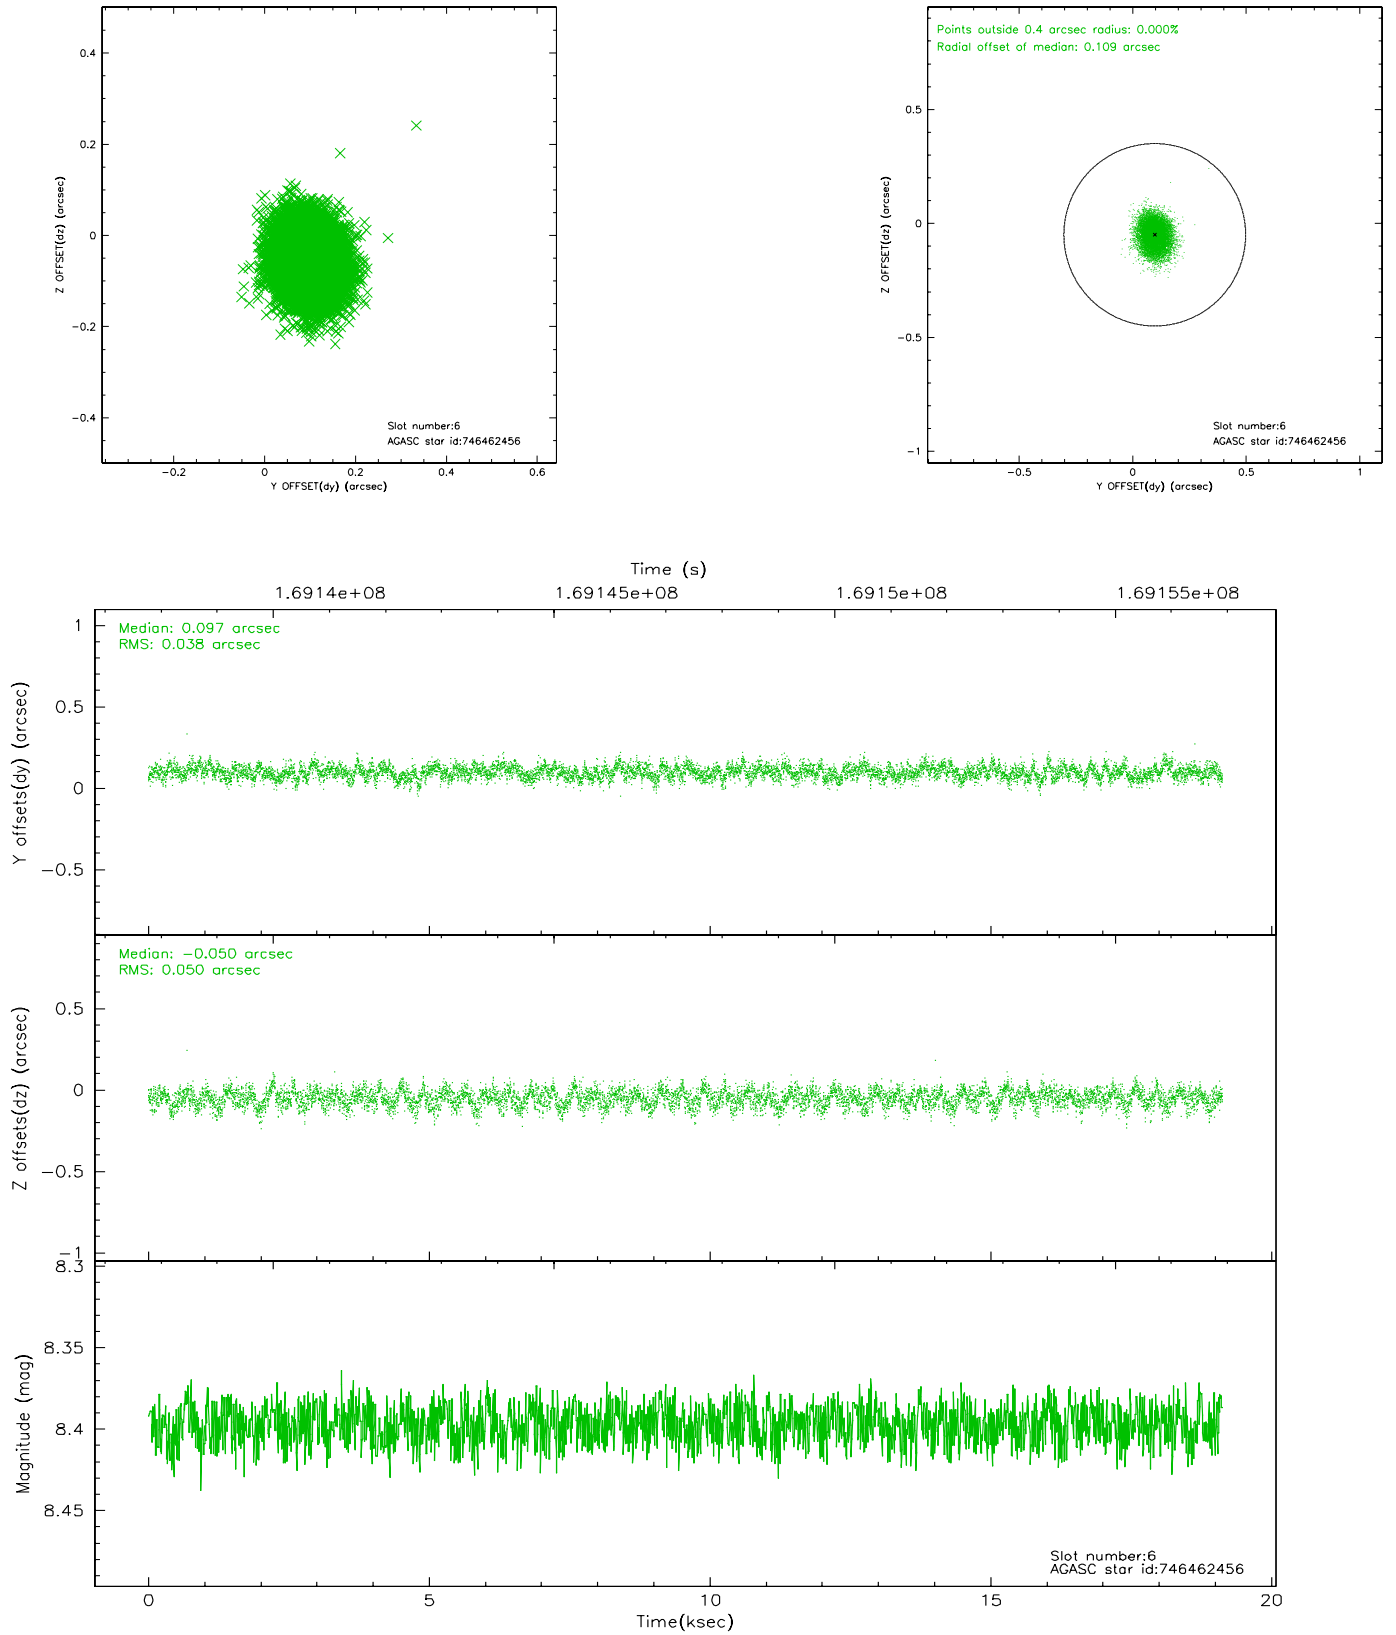 0.4
0.2
0
−0.2
−0.4
Z OFFSET(dz) (arcsec)
Slot number:6
AGASC star id:746462456
−0.2
0
0.2
0.4
0.6
Y OFFSET(dy) (arcsec)
Points outside 0.4 arcsec radius: 0.000%
Radial offset of median: 0.109 arcsec
0.5
0
−0.5
−1
Z OFFSET(dz) (arcsec)
Slot number:6
AGASC star id:746462456
−0.5
0
0.5
1
Y OFFSET(dy) (arcsec)
Time (s)
1.6914e+08
1.69145e+08
1.6915e+08
1.69155e+08
Median: 0.097 arcsec
RMS: 0.038 arcsec
1
0.5
0
−0.5
Y offsets(dy) (arcsec)
Median: −0.050 arcsec
RMS: 0.050 arcsec
0.5
0
−0.5
−1
Z offsets(dz) (arcsec)
8.3
8.35
8.4
8.45
Magnitude (mag)
Slot number:6
AGASC star id:746462456
0
5
10
15
20
Time(ksec)